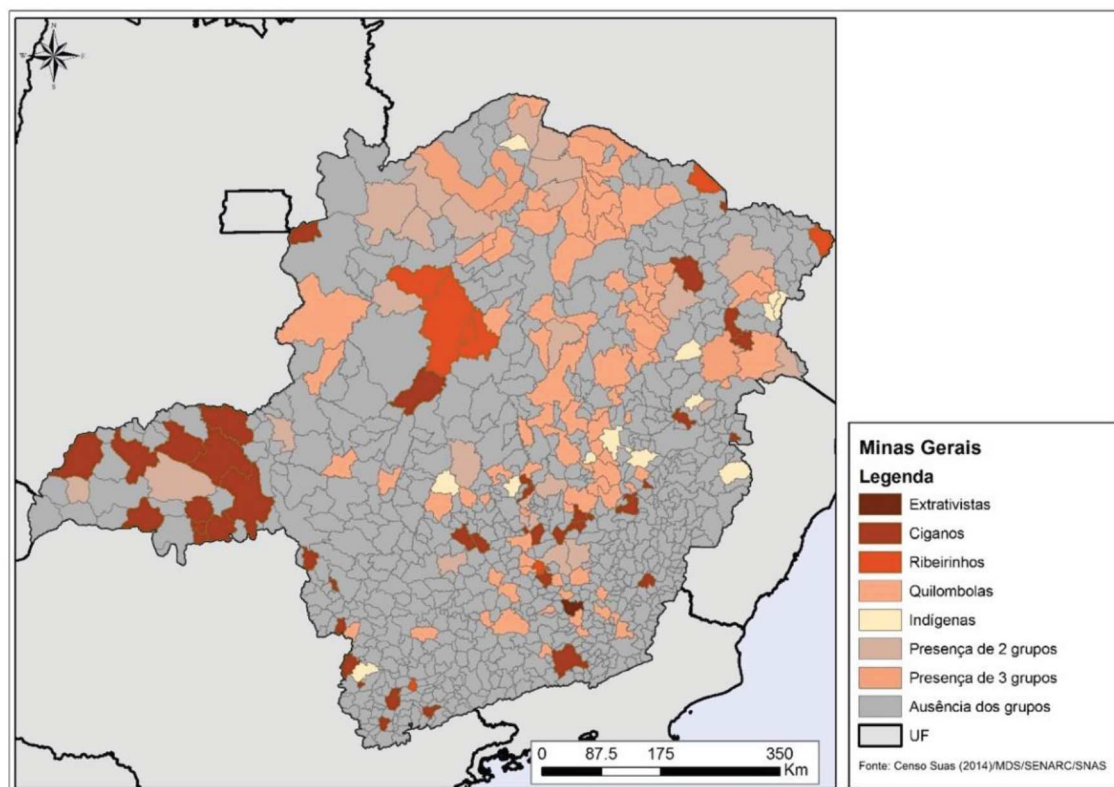 N
W
E
S
Minas Gerais
Legenda
Extrativistas
Ciganos
Ribeirinhos
Quilombolas
Indígenas
Presença de 2 grupos
Presença de 3 grupos
Ausência dos grupos
UF
0 87.5 175 350
Km
Fonte: Censo Suas (2014)/MDS/SENARC/SNAS